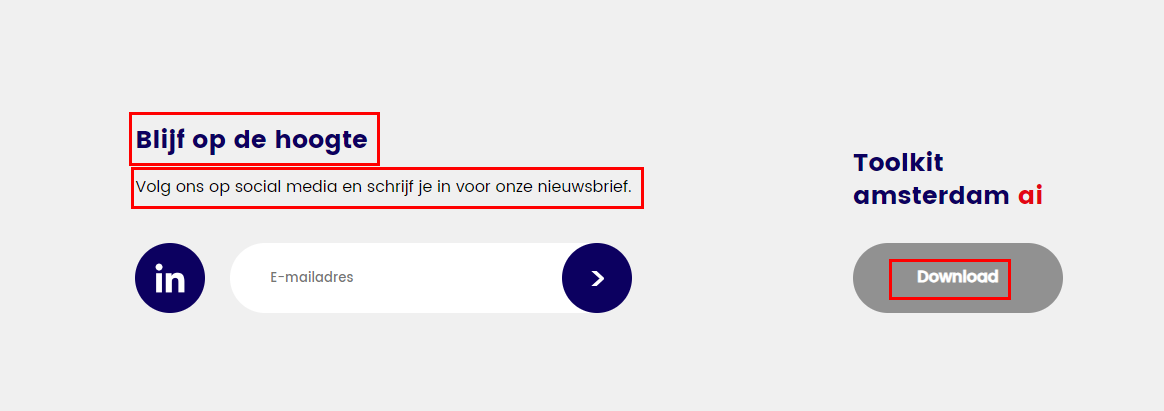 Blijf op de hoogte
Volg ons op social media en schrijf je in voor onze nieuwsbrief.
in
E-mailadres
>
Toolkit
amsterdam ai
Download